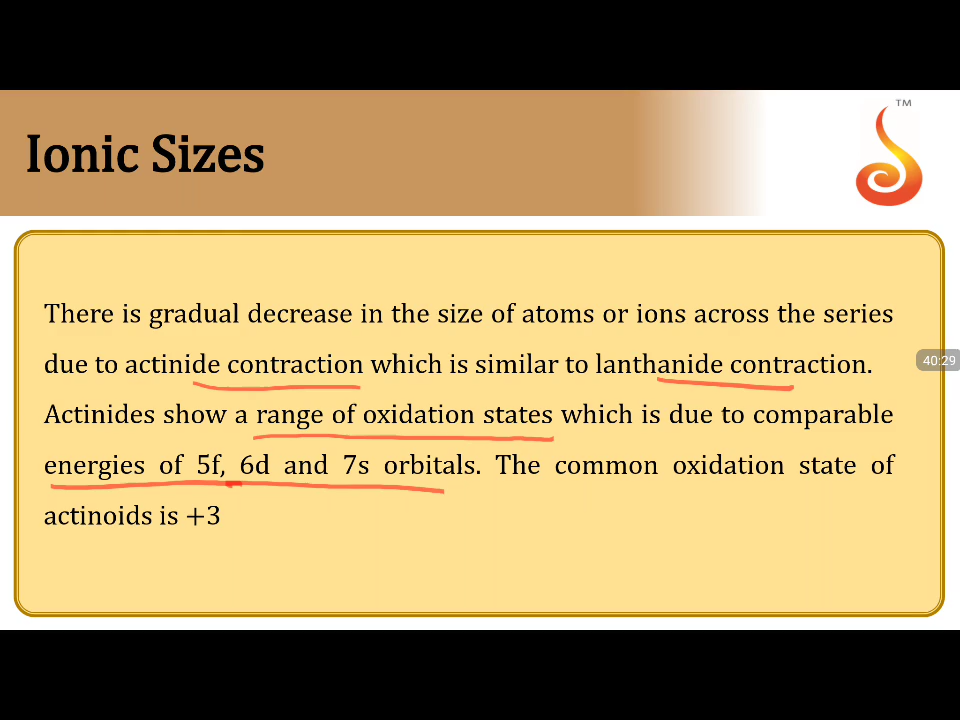 TM
Ionic Sizes
There is gradual decrease in the size of atoms or ions across the series
due to actinide contraction which is similar to lanthanide contraction.
40:29
Actinides show a range of oxidation states which is due to comparable
energies of 5f, 6d and 7s orbitals. The common oxidation state of
actinoids is +3